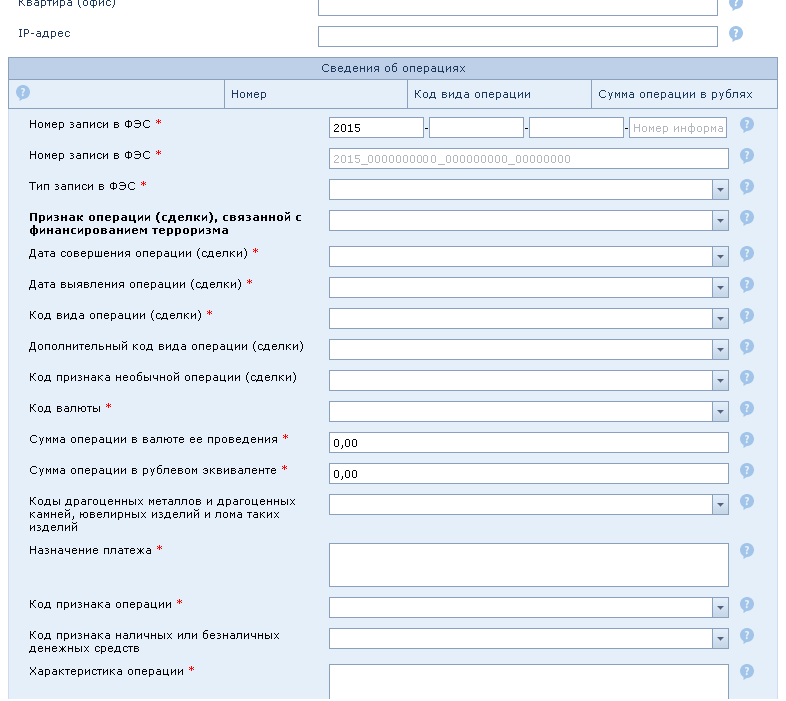 Квартира (офис)
IP-адрес
Сведения об операциях
Номер Код вида операции Сумма операции в рублях
Номер записи в ФЭС * 2015 - - - Номер информа
Номер записи в ФЭС * 2015_0000000000_000000000_00000000
Тип записи в ФЭС *
Признак операции (сделки), связанной с
финансированием терроризма
Дата совершения операции (сделки) *
Дата выявления операции (сделки) *
Код вида операции (сделки) *
Дополнительный код вида операции (сделки)
Код признака необычной операции (сделки)
Код валюты *
Сумма операции в валюте ее проведения * 0,00
Сумма операции в рублевом эквиваленте * 0,00
Коды драгоценных металлов и драгоценных
камней, ювелирных изделий и лома таких
изделий
Назначение платежа *
Код признака операции *
Код признака наличных или безналичных
денежных средств
Характеристика операции *